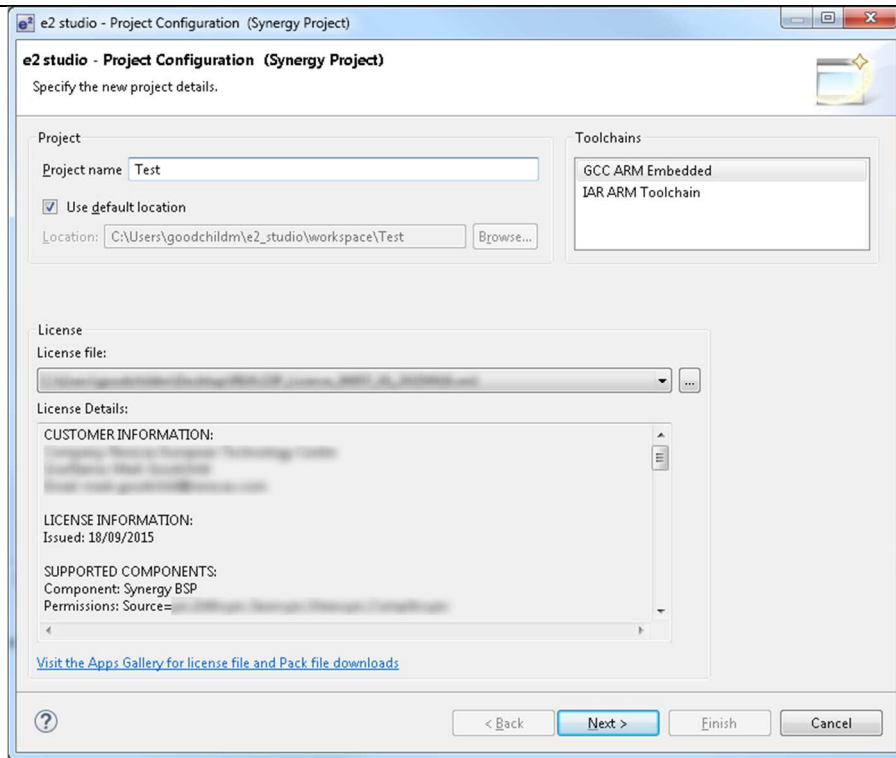 e2 studio - Project Configuration (Synergy Project)
e2 studio - Project Configuration (Synergy Project)
Specify the new project details.
Project
Project name Test
Use default location
Location: C:\Users\goodchildm\e2_studio\workspace\Test Browse...
Toolchains
GCC ARM Embedded
IAR ARM Toolchain
License
License file:
...
License Details:
CUSTOMER INFORMATION:
LICENSE INFORMATION:
Issued: 18/09/2015
SUPPORTED COMPONENTS:
Component: Synergy BSP
Permissions: Source=
Visit the Apps Gallery for license file and Pack file downloads
< Back Next > Finish Cancel